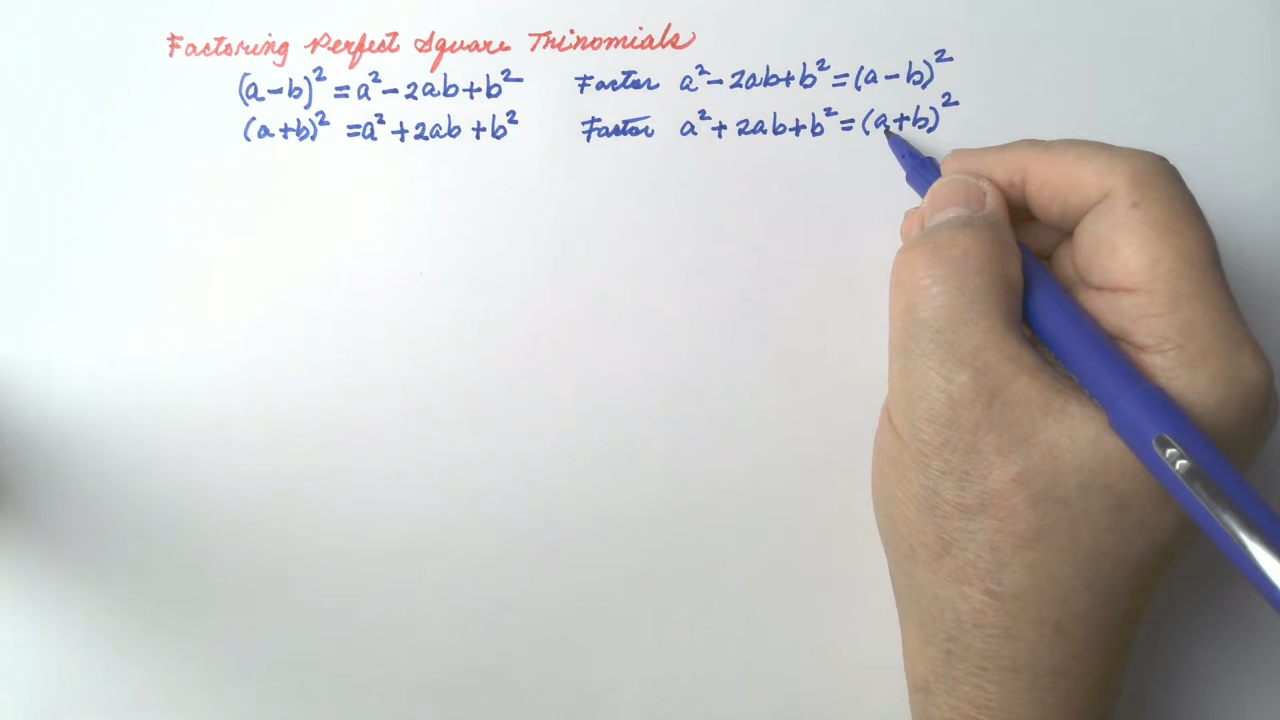 Factoring Perfect Square Trinomials
(a-b)² = a² - 2ab + b² Factor a² - 2ab + b² = (a - b)²
(a+b)² = a² + 2ab + b² Factor a² + 2ab + b² = (a+b)²